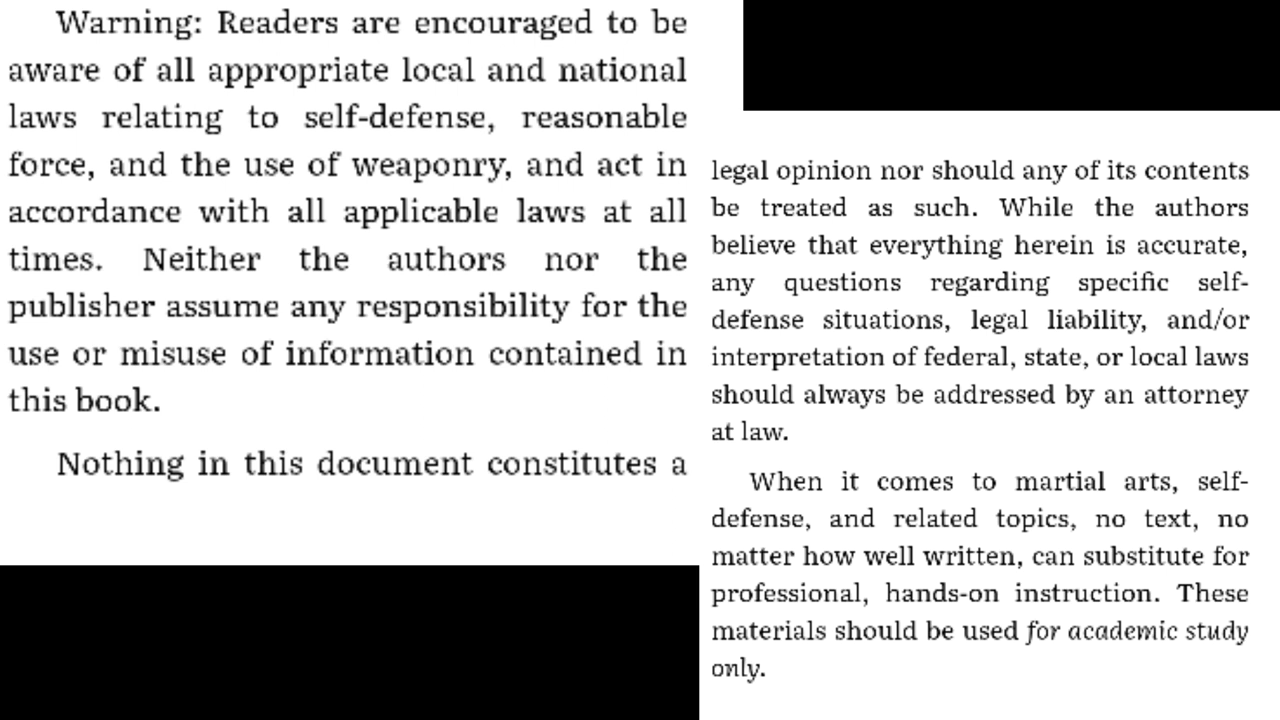 Warning: Readers are encouraged to be
aware of all appropriate local and national
laws relating to self-defense, reasonable
force, and the use of weaponry, and act in
accordance with all applicable laws at all
times. Neither the authors nor the
publisher assume any responsibility for the
use or misuse of information contained in
this book.
Nothing in this document constitutes a
legal opinion nor should any of its contents
be treated as such. While the authors
believe that everything herein is accurate,
any questions regarding specific self-
defense situations, legal liability, and/or
interpretation of federal, state, or local laws
should always be addressed by an attorney
at law.
When it comes to martial arts, self-
defense, and related topics, no text, no
matter how well written, can substitute for
professional, hands-on instruction. These
materials should be used for academic study
only.